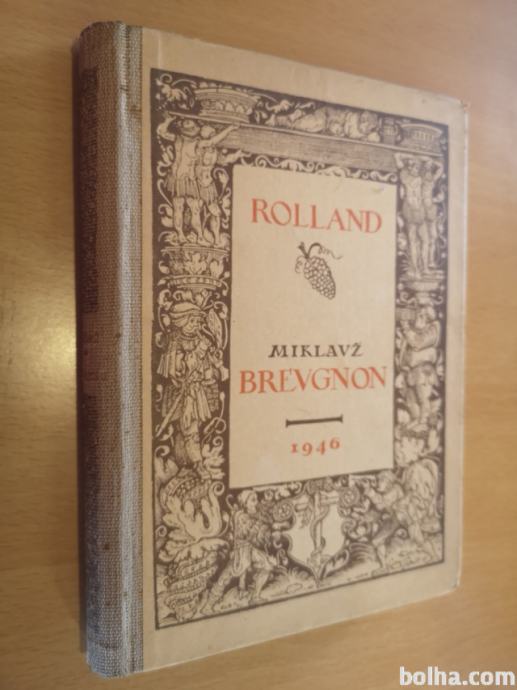 ROLLAND
MIKLAVŽ
BREVGNON
1946
bolha.com